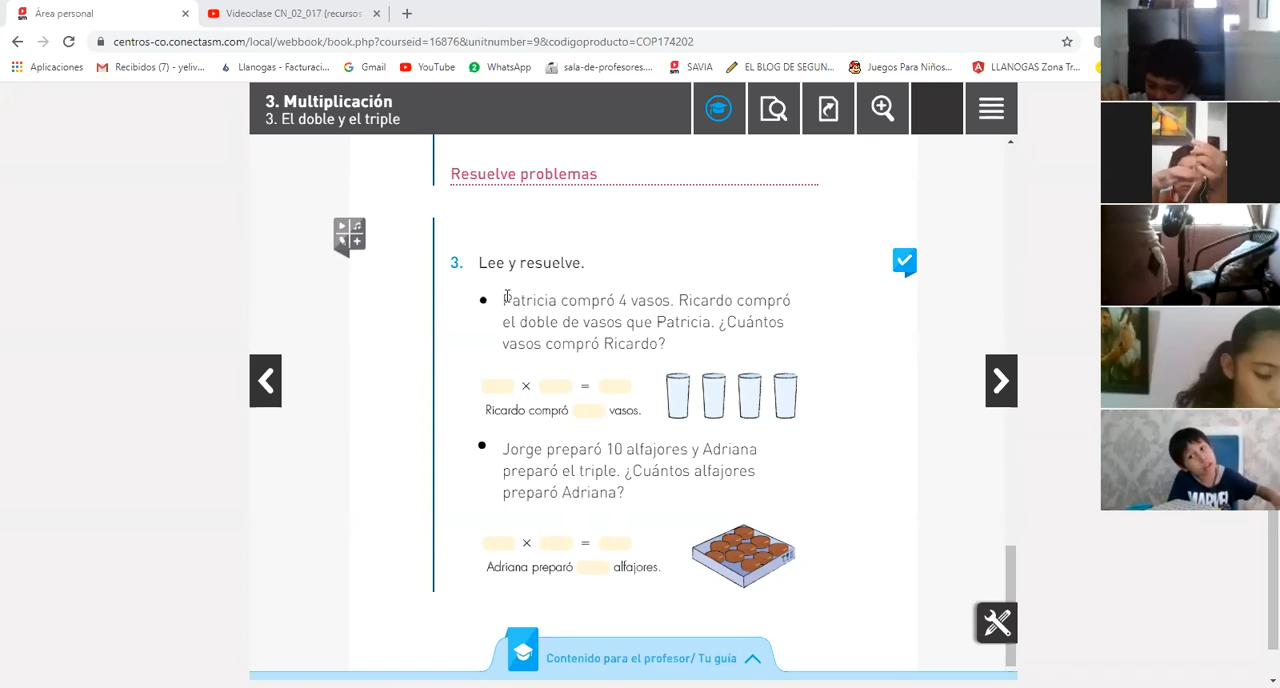 Área personal
Videoclase CN_02_017 (recursos
centros-co.conectasm.com/local/webbook/book.php?courseid=16876&unitnumber=9&codigoproducto=COP174202
Aplicaciones
Recibidos (7) - yeliv...
Llanogas - Facturaci...
Gmail
YouTube
WhatsApp
sala-de-profesores....
SAVIA
EL BLOG DE SEGUN...
Juegos Para Niños...
LLANOGAS Zona Tr...
3. Multiplicación
3. El doble y el triple
Resuelve problemas
3. Lee y resuelve.
● Patricia compró 4 vasos. Ricardo compró
el doble de vasos que Patricia. ¿Cuántos
vasos compró Ricardo?
× =
Ricardo compró vasos.
● Jorge preparó 10 alfajores y Adriana
preparó el triple. ¿Cuántos alfajores
preparó Adriana?
× =
Adriana preparó alfajores.
Contenido para el profesor/ Tu guía
MARVEL